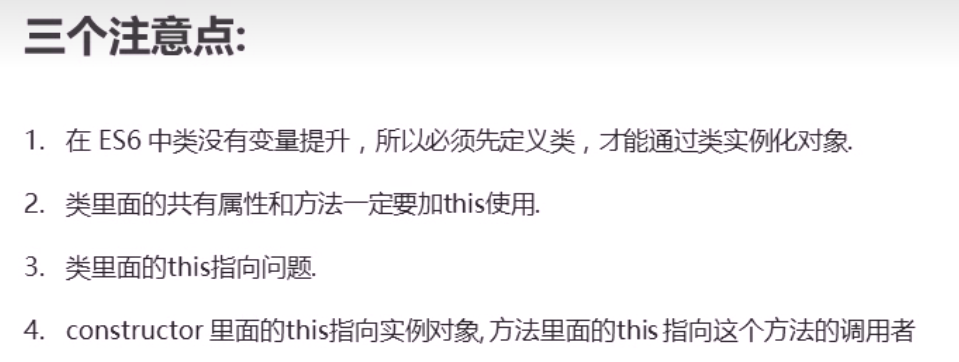 三个注意点:
1. 在 ES6 中类没有变量提升，所以必须先定义类，才能通过类实例化对象.
2. 类里面的共有属性和方法一定要加this使用.
3. 类里面的this指向问题.
4. constructor 里面的this指向实例对象, 方法里面的this 指向这个方法的调用者